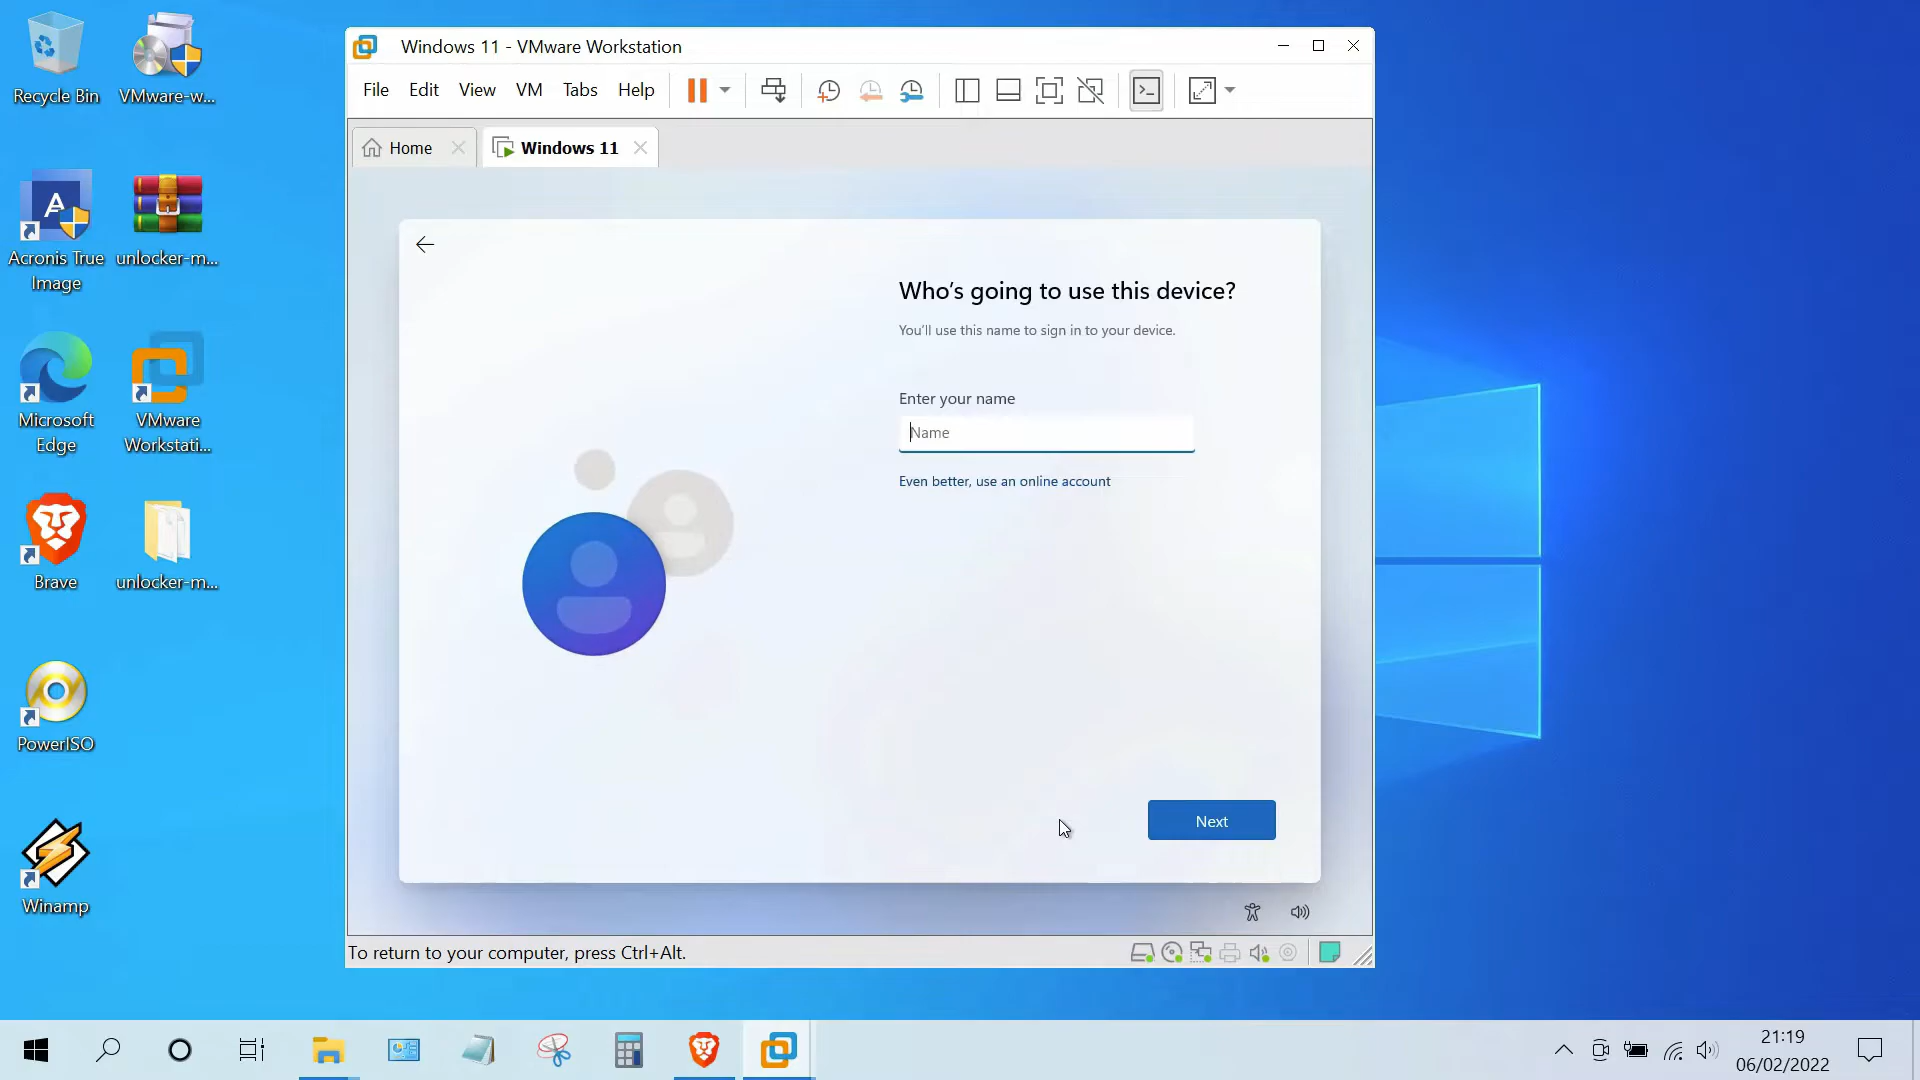 Recycle Bin
VMware-w...
Acronis True
Image
unlocker-m...
Microsoft
Edge
VMware
Workstati...
Brave
unlocker-m...
PowerISO
Winamp
Windows 11 - VMware Workstation
File Edit View VM Tabs Help
Home
Windows 11
Who's going to use this device?
You'll use this name to sign in to your device.
Enter your name
Name
Even better, use an online account
Next
To return to your computer, press Ctrl+Alt.
21:19
06/02/2022